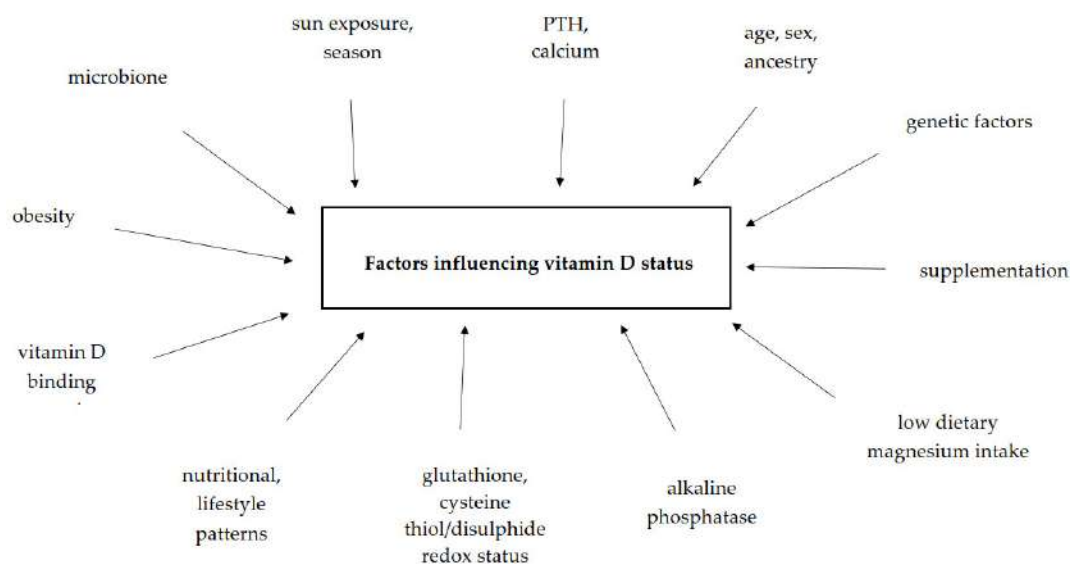 sun exposure,
season
PTH,
calcium
age, sex,
ancestry
microbione
genetic factors
obesity
Factors influencing vitamin D status
supplementation
vitamin D
binding
low dietary
magnesium intake
nutritional,
lifestyle
patterns
glutathione,
cysteine
thiol/disulphide
redox status
alkaline
phosphatase